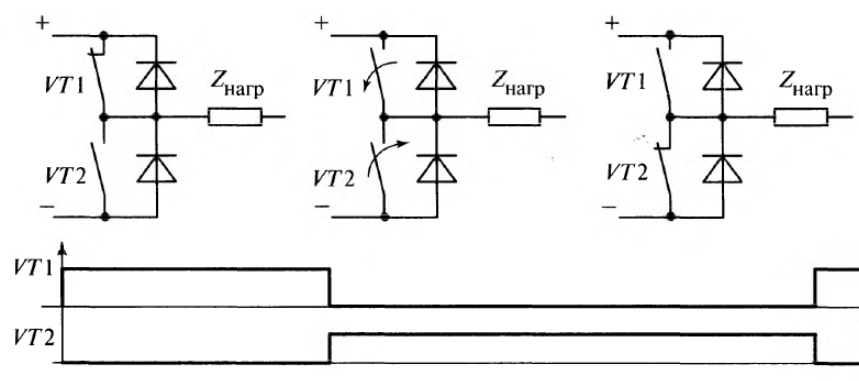 + + +
VT1 Zнагр VT1 Zнагр VT1 Zнагр
VT2 VT2 VT2
− − −
VT1
VT2